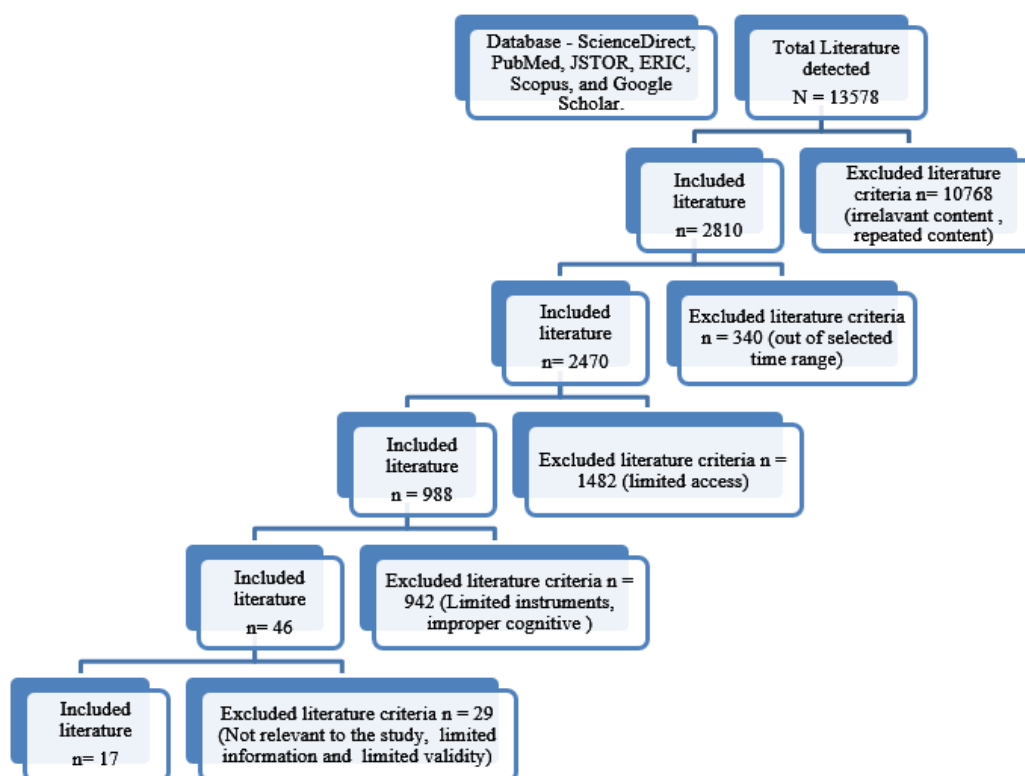 Database - ScienceDirect,
PubMed, JSTOR, ERIC,
Scopus, and Google
Scholar.
Total Literature
detected
N = 13578
Included
literature
n= 2810
Excluded literature
criteria n= 10768
(irrelavant content ,
repeated content)
Included
literature
n= 2470
Excluded literature criteria
n = 340 (out of selected
time range)
Included
literature
n = 988
Excluded literature criteria n =
1482 (limited access)
Included
literature
n= 46
Excluded literature criteria n =
942 (Limited instruments,
improper cognitive )
Included
literature
n= 17
Excluded literature criteria n = 29
(Not relevant to the study,  limited
information and  limited validity)